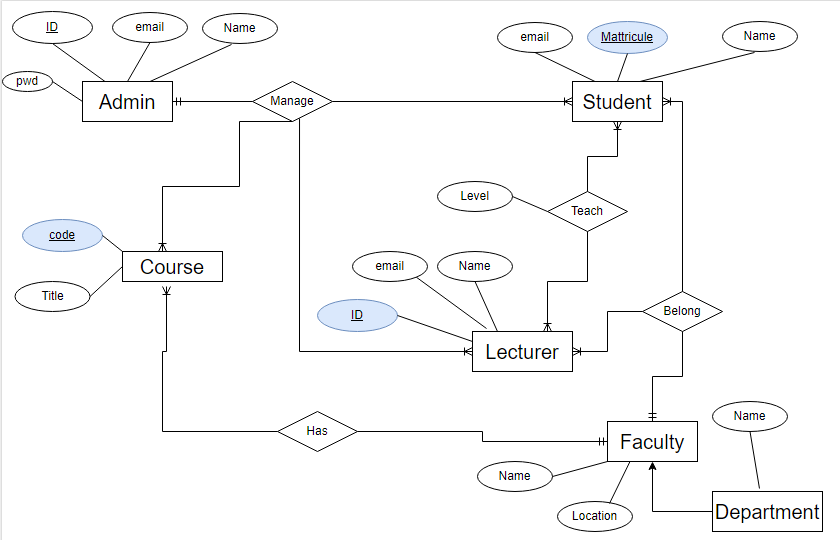 ID
email
Name
email
Mattricule
Name
pwd
Admin
Manage
Student
Level
Teach
code
Course
email
Name
Title
ID
Belong
Lecturer
Name
Has
Faculty
Name
Location
Department